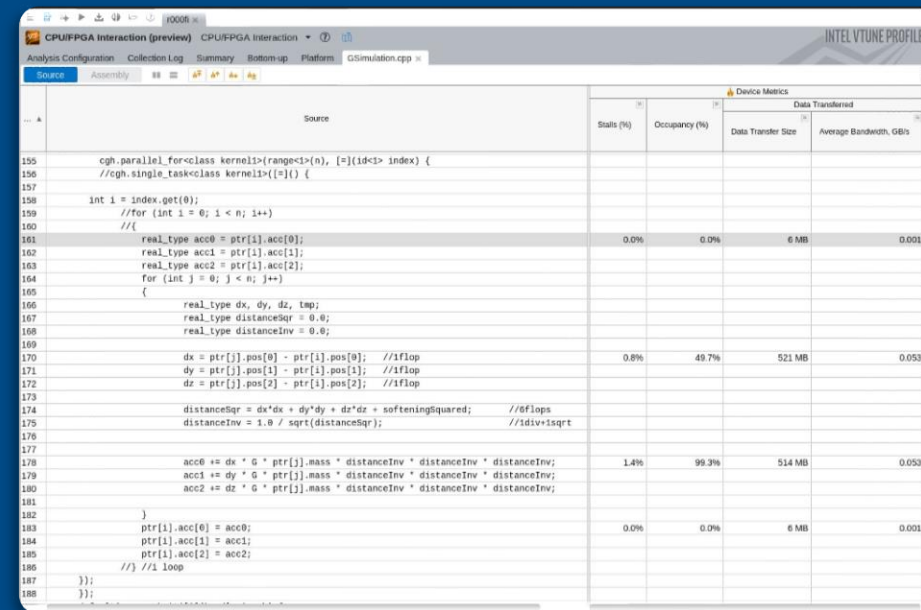 r000fi ×
CPU/FPGA Interaction (preview) CPU/FPGA Interaction
INTEL VTUNE PROFILE
Analysis Configuration Collection Log Summary Bottom-up Platform GSimulation.cpp ×
Source Assembly
Device Metrics
Data Transferred
... Source Stalls (%) Occupancy (%) Data Transfer Size Average Bandwidth, GB/s
155 cgh.parallel_for<class kernel1>(range<1>(n), [=](id<1> index) {
156 //cgh.single_task<class kernel1>([=]() {
157
158 int i = index.get(0);
159 //for (int i = 0; i < n; i++)
160 //{
161 real_type acc0 = ptr[i].acc[0]; 0.0% 0.0% 6 MB 0.001
162 real_type acc1 = ptr[i].acc[1];
163 real_type acc2 = ptr[i].acc[2];
164 for (int j = 0; j < n; j++)
165 {
166 real_type dx, dy, dz, tmp;
167 real_type distanceSqr = 0.0;
168 real_type distanceInv = 0.0;
169
170 dx = ptr[j].pos[0] - ptr[i].pos[0]; //1flop 0.8% 49.7% 521 MB 0.053
171 dy = ptr[j].pos[1] - ptr[i].pos[1]; //1flop
172 dz = ptr[j].pos[2] - ptr[i].pos[2]; //1flop
173
174 distanceSqr = dx*dx + dy*dy + dz*dz + softeningSquared; //6flops
175 distanceInv = 1.0 / sqrt(distanceSqr); //1div+1sqrt
176
177
178 acc0 += dx * G * ptr[j].mass * distanceInv * distanceInv * distanceInv; 1.4% 99.3% 514 MB 0.053
179 acc1 += dy * G * ptr[j].mass * distanceInv * distanceInv * distanceInv;
180 acc2 += dz * G * ptr[j].mass * distanceInv * distanceInv * distanceInv;
181
182 }
183 ptr[i].acc[0] = acc0; 0.0% 0.0% 6 MB 0.001
184 ptr[i].acc[1] = acc1;
185 ptr[i].acc[2] = acc2;
186 //} //i loop
187 });
188 });